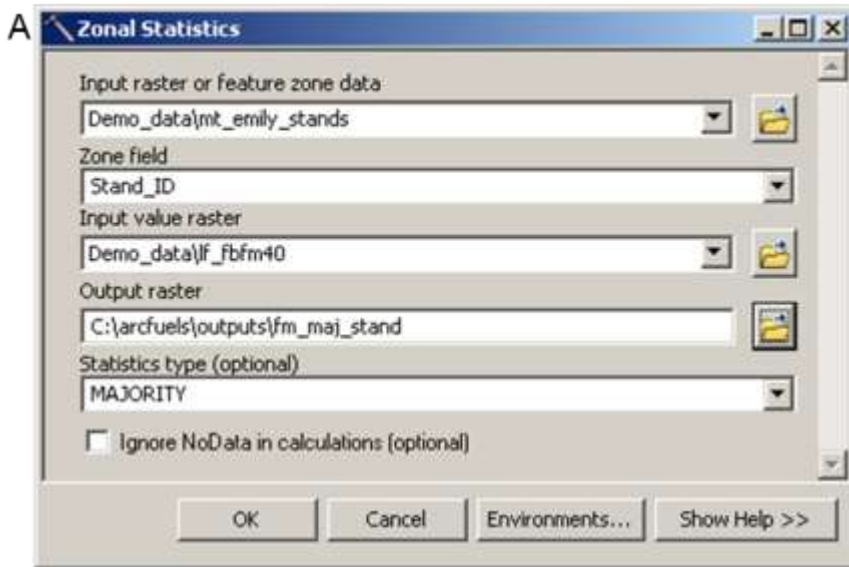 A
Zonal Statistics
Input raster or feature zone data
Demo_data\mt_emily_stands
Zone field
Stand_ID
Input value raster
Demo_data\lf_fbfm40
Output raster
C:\arcfuels\outputs\fm_maj_stand
Statistics type (optional)
MAJORITY
Ignore NoData in calculations (optional)
OK Cancel Environments... Show Help >>